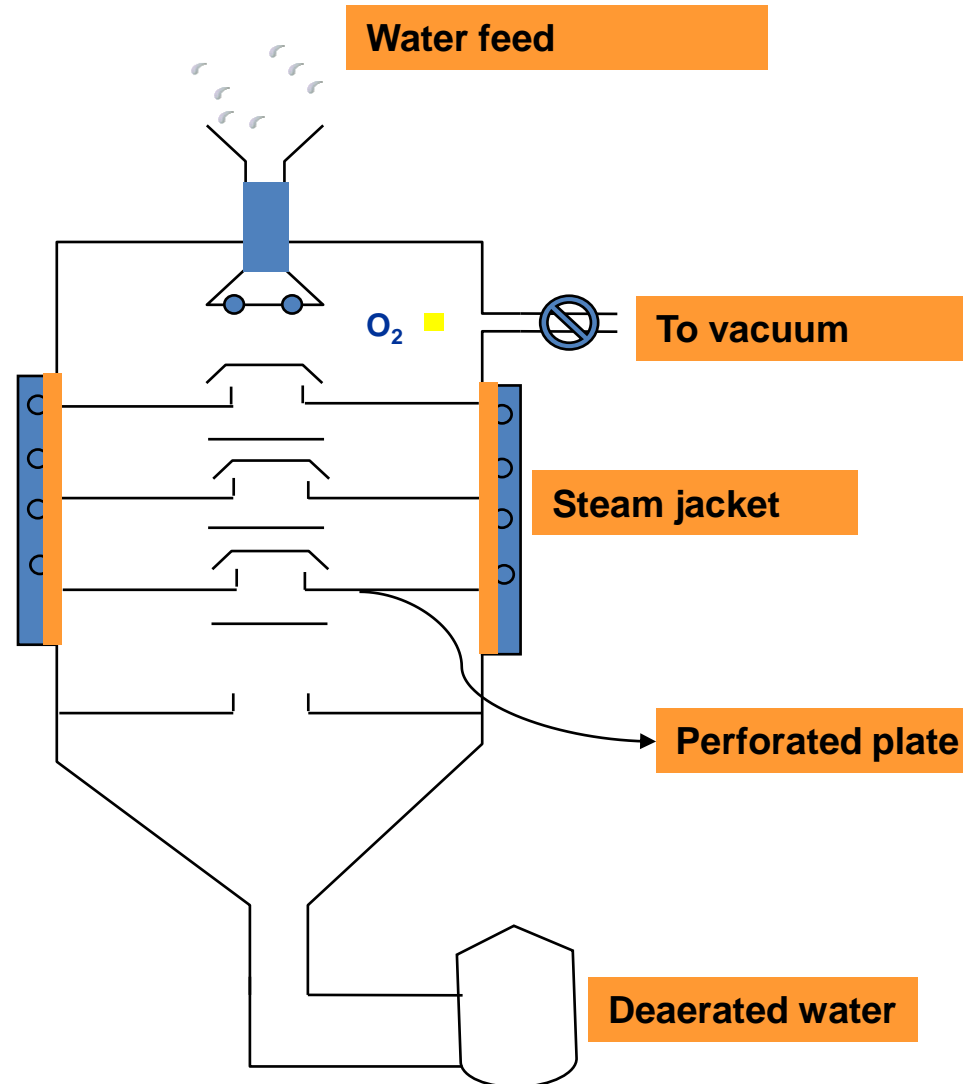 Water feed
O₂
To vacuum
Steam jacket
Perforated plate
Deaerated water